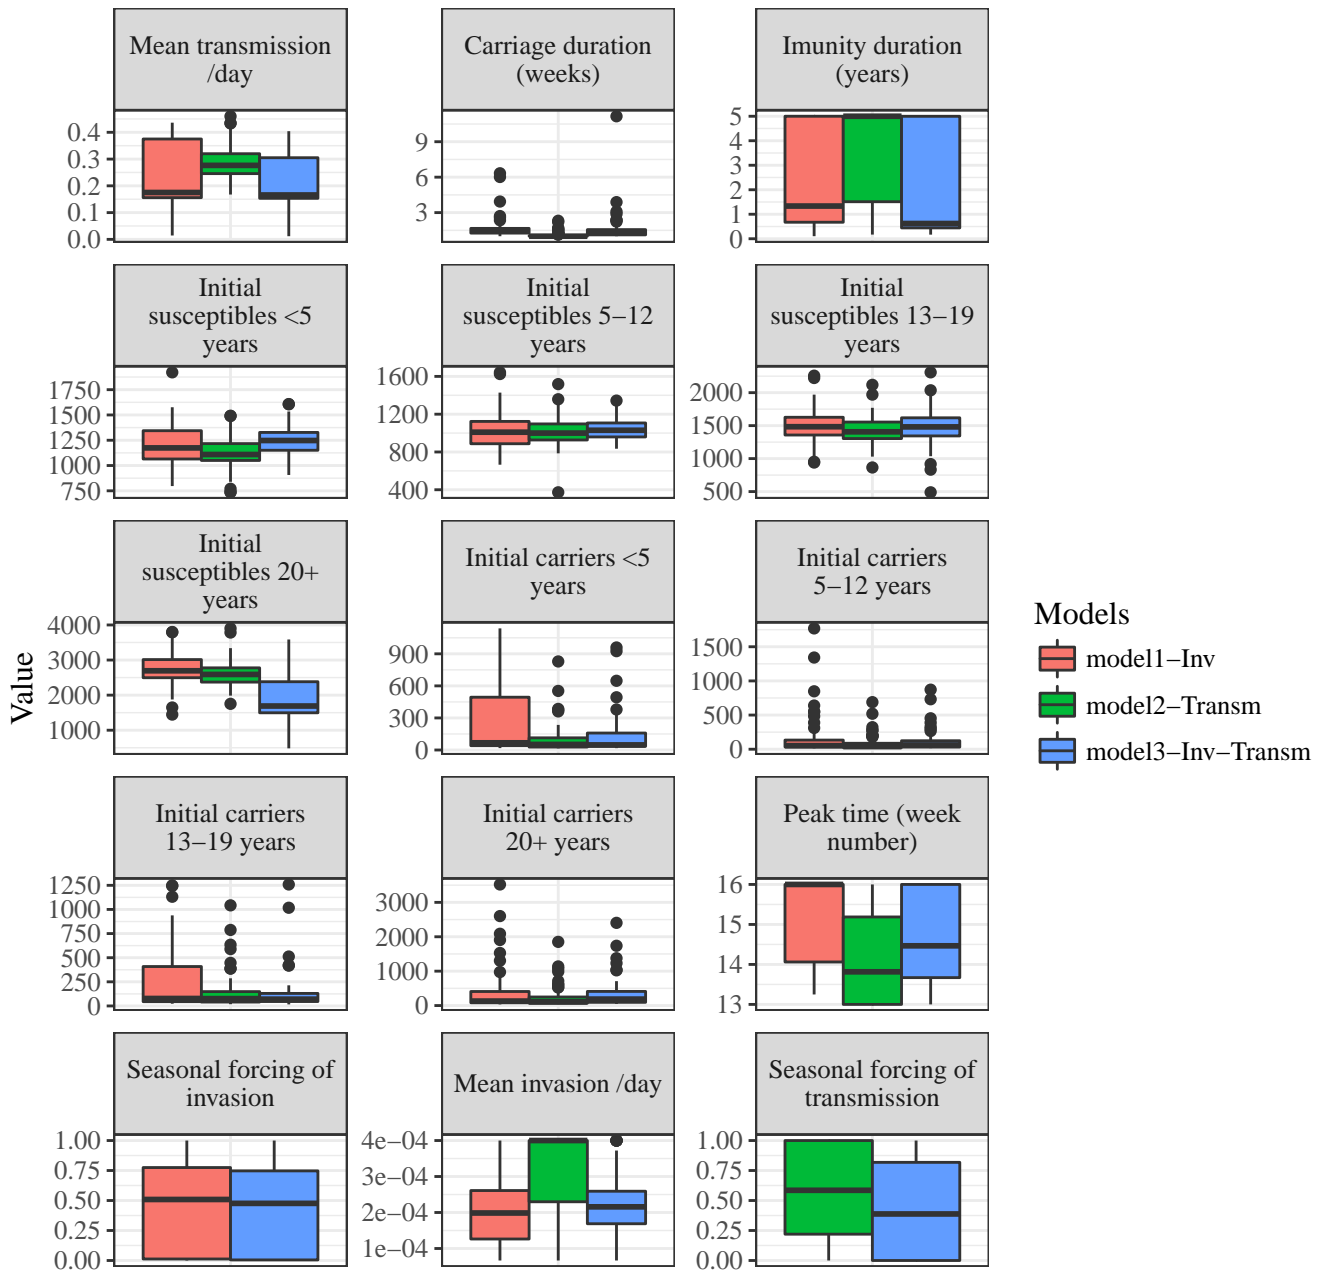 Mean transmission
/day
Carriage duration
(weeks)
Imunity duration
(years)
0.4
0.3
0.2
0.1
0.0
9
6
3
5
4
3
2
1
0
Initial
susceptibles <5
years
Initial
susceptibles 5−12
years
Initial
susceptibles 13−19
years
1750
1500
1250
1000
750
1600
1200
800
400
2000
1500
1000
500
Initial
susceptibles 20+
years
Initial carriers <5
years
Initial carriers
5−12 years
4000
3000
2000
1000
900
600
300
0
1500
1000
500
0
Value
Models
model1−Inv
model2−Transm
model3−Inv−Transm
Initial carriers
13−19 years
Initial carriers
20+ years
Peak time (week
number)
1250
1000
750
500
250
0
3000
2000
1000
0
16
15
14
13
Seasonal forcing of
invasion
Mean invasion /day
Seasonal forcing of
transmission
1.00
0.75
0.50
0.25
0.00
4e−04
3e−04
2e−04
1e−04
1.00
0.75
0.50
0.25
0.00